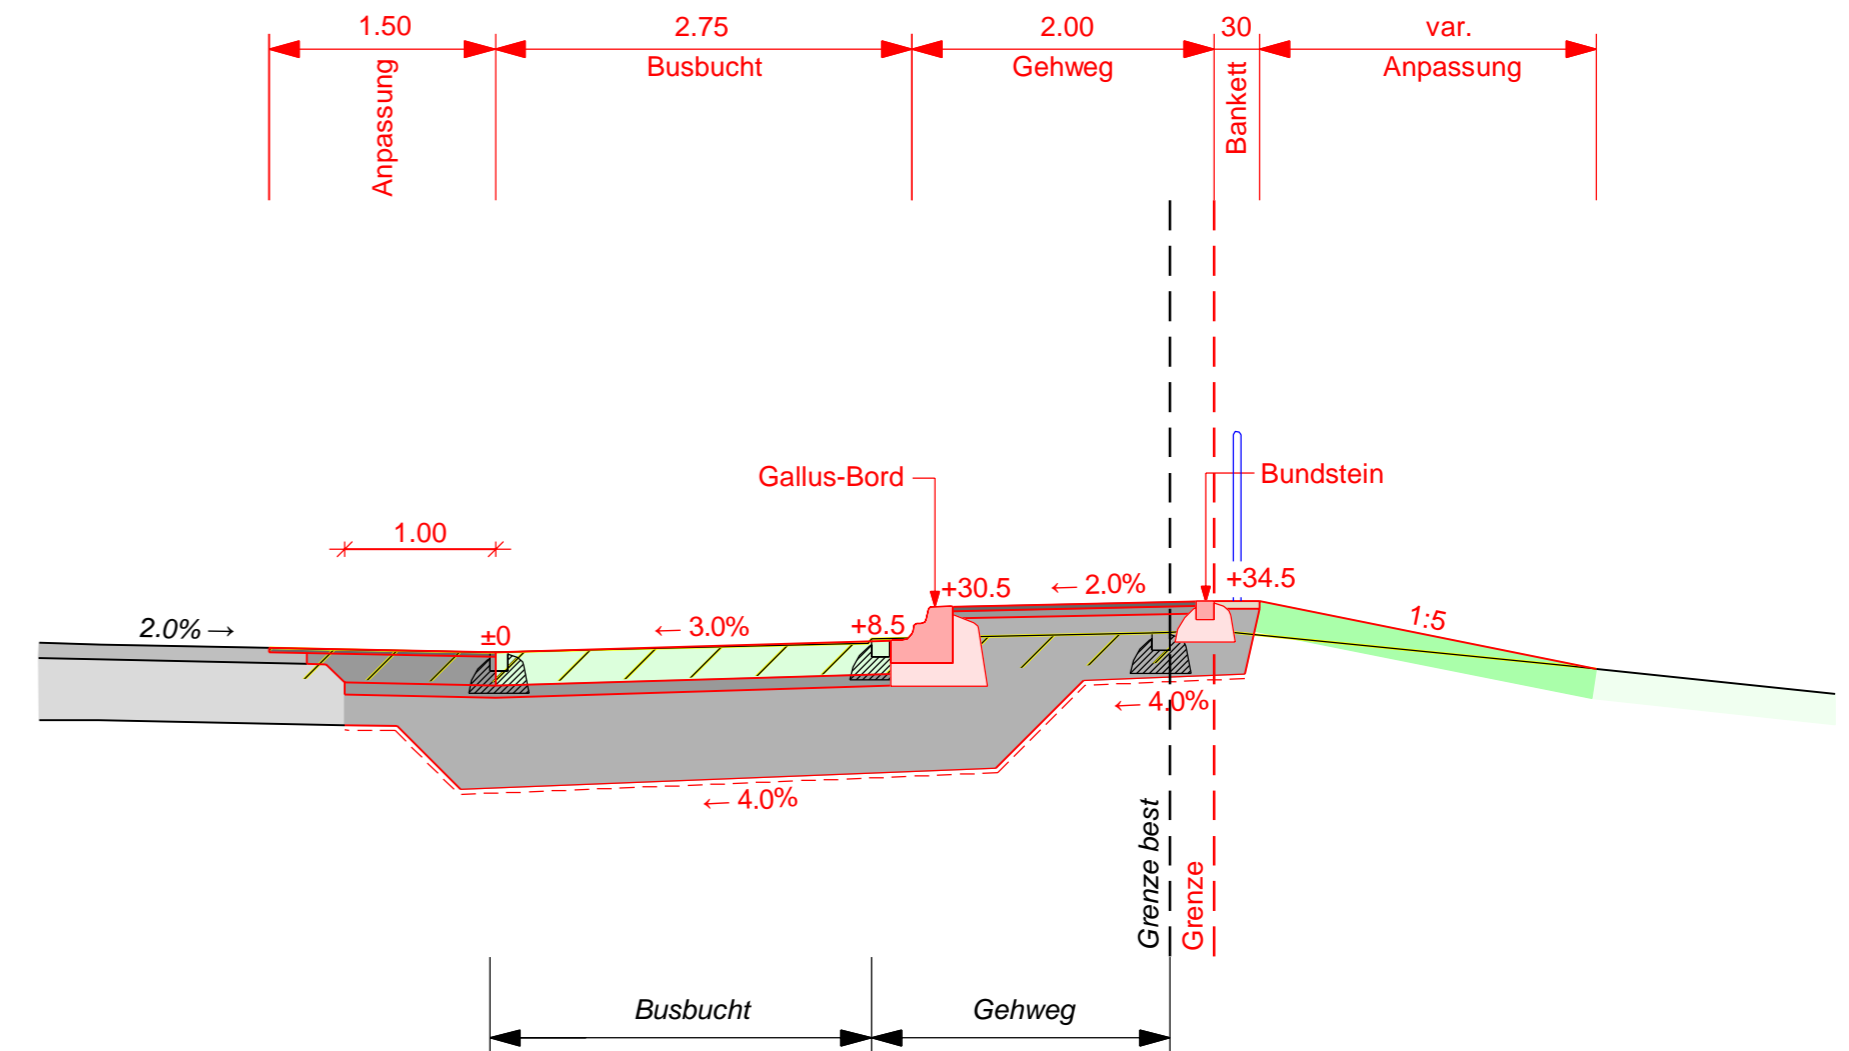 1.50
2.75
2.00
30
var.
Anpassung
Busbucht
Gehweg
Bankett
Anpassung
Gallus-Bord
Bundstein
1.00
2.0% →
±0
← 3.0%
+8.5
+30.5
← 2.0%
+34.5
1:5
← 4.0%
← 4.0%
Grenze best
Grenze
Busbucht
Gehweg